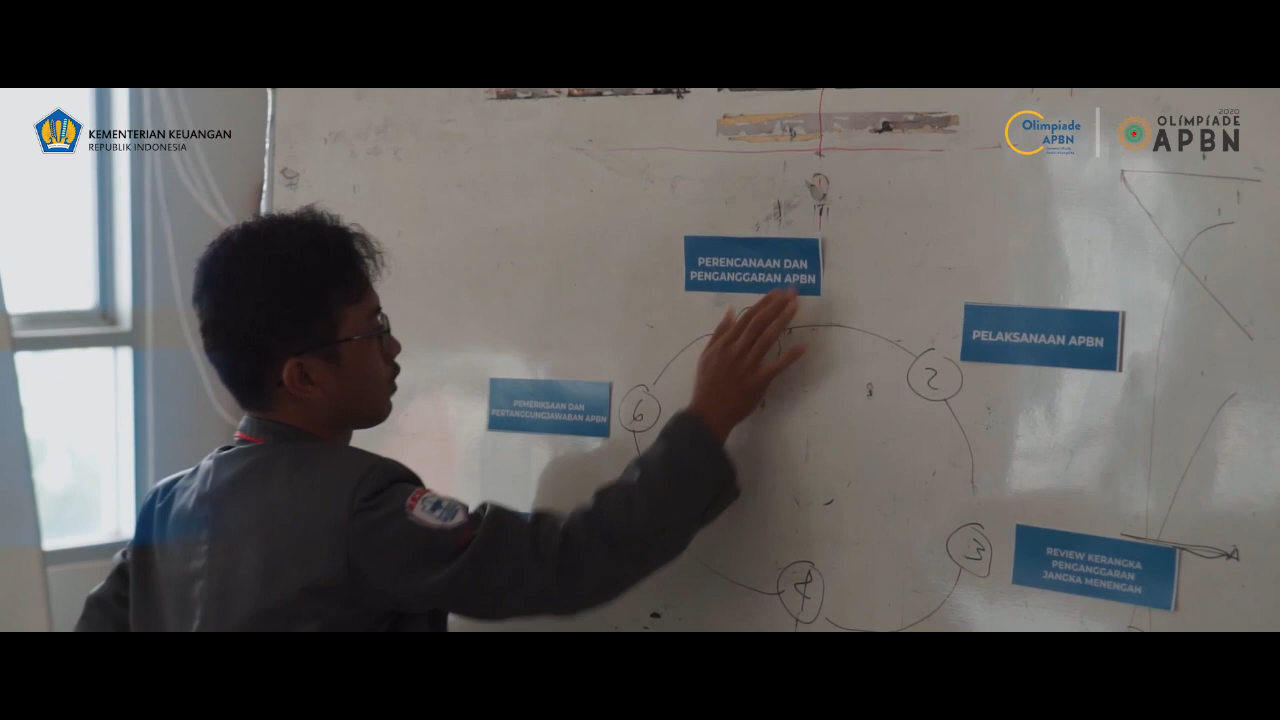 KEMENTERIAN KEUANGAN
REPUBLIK INDONESIA
Olimpiade
APBN
2020
OLIMPIADE
APBN
PERENCANAAN DAN
PENGANGGARAN APBN
PELAKSANAAN APBN
PEMERIKSAAN DAN
PERTANGGUNGJAWABAN APBN
6
2
3
4
REVIEW KERANGKA
PENGANGGARAN
JANGKA MENENGAH